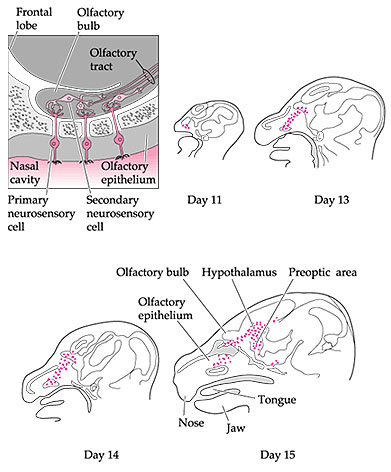 Frontal
lobe
Olfactory
bulb
Olfactory
tract
Nasal
cavity
Olfactory
epithelium
Primary
neurosensory
cell
Secondary
neurosensory
cell
Day 11
Day 13
Olfactory bulb
Hypothalamus
Preoptic area
Olfactory
epithelium
Tongue
Nose
Jaw
Day 14
Day 15